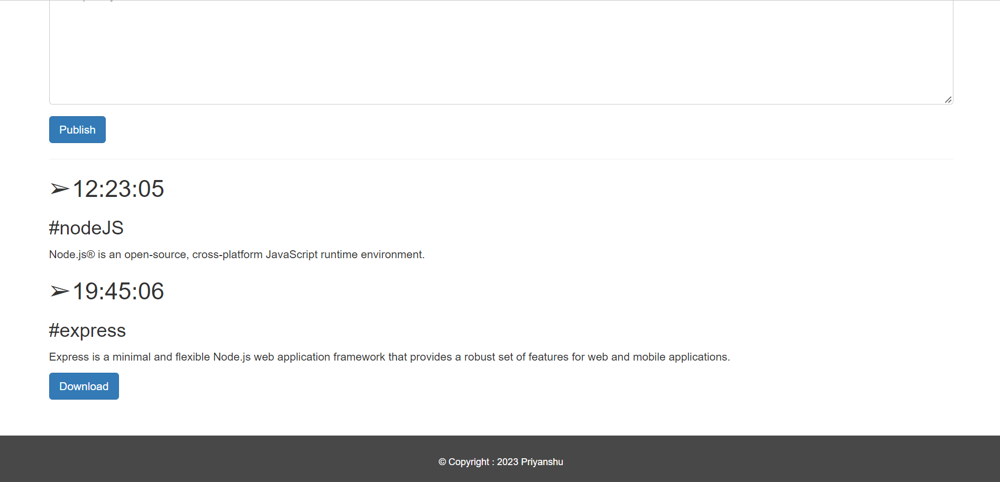 Publish
➢12:23:05
#nodeJS
Node.js® is an open-source, cross-platform JavaScript runtime environment.
➢19:45:06
#express
Express is a minimal and flexible Node.js web application framework that provides a robust set of features for web and mobile applications.
Download
© Copyright : 2023 Priyanshu